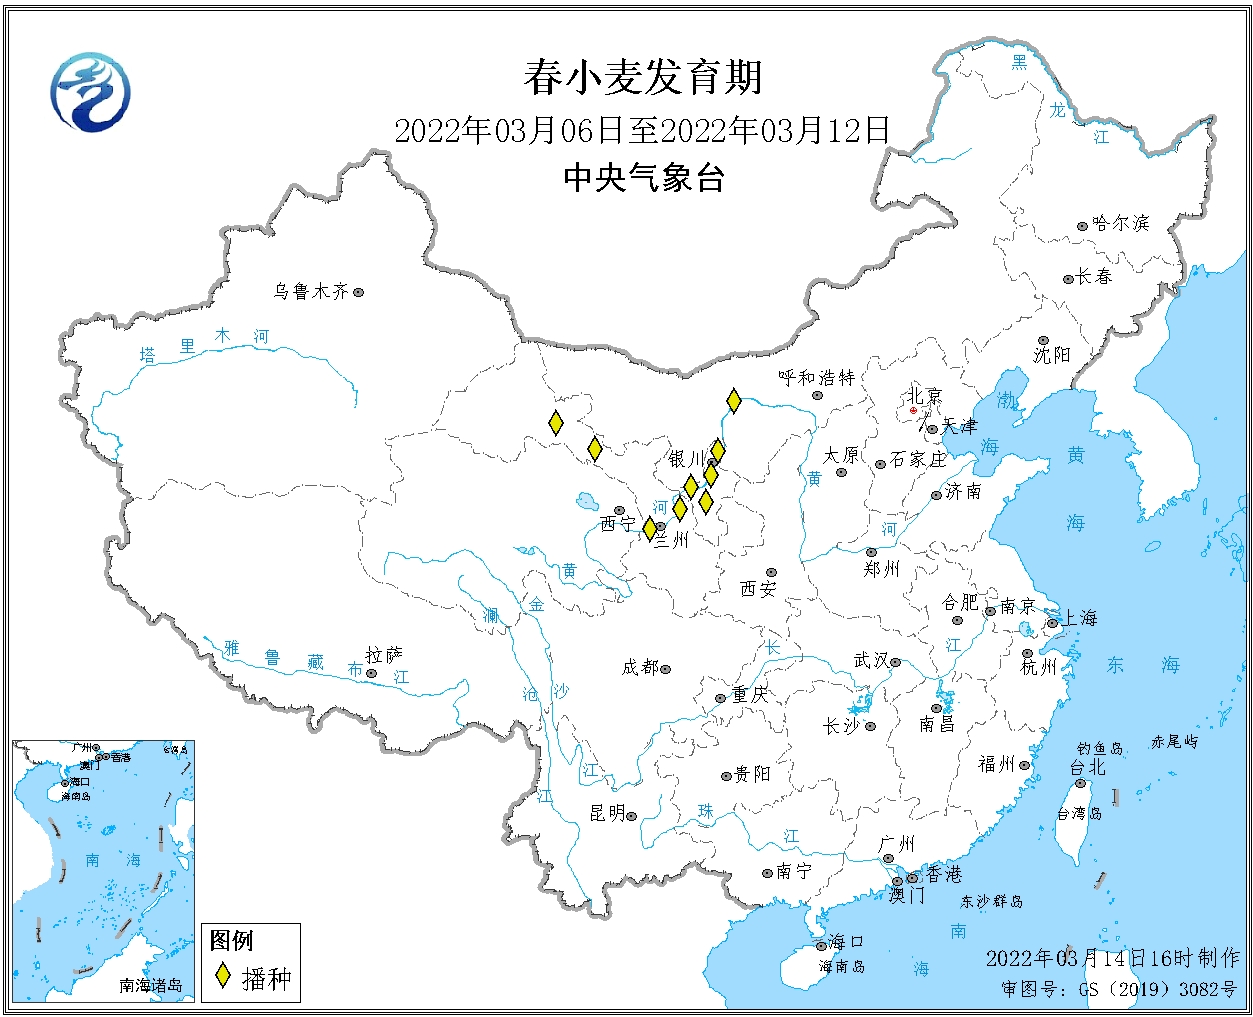 春小麦发育期
2022年03月06日至2022年03月12日
中央气象台
黑
龙
江
哈尔滨
长春
沈阳
乌鲁木齐
塔里木河
呼和浩特
北京
天津
渤海
银川
太原
石家庄
济南
黄海
黄
河
西宁
河
兰州
黄
郑州
西安
合肥
南京
上海
杭州
东海
澜
金
雅鲁藏布江
拉萨
成都
长
武汉
江
沧
沙
重庆
长沙
南昌
江
江
贵阳
昆明
珠
江
福州
钓鱼岛
赤尾屿
台北
台湾岛
广州
南宁
香港
澳门
东沙群岛
南
海
海口
海南岛
广州
香港
澳门
海口
海南岛
台湾岛
南海
南海诸岛
图例
播种
2022年03月14日16时制作
审图号: GS (2019) 3082号